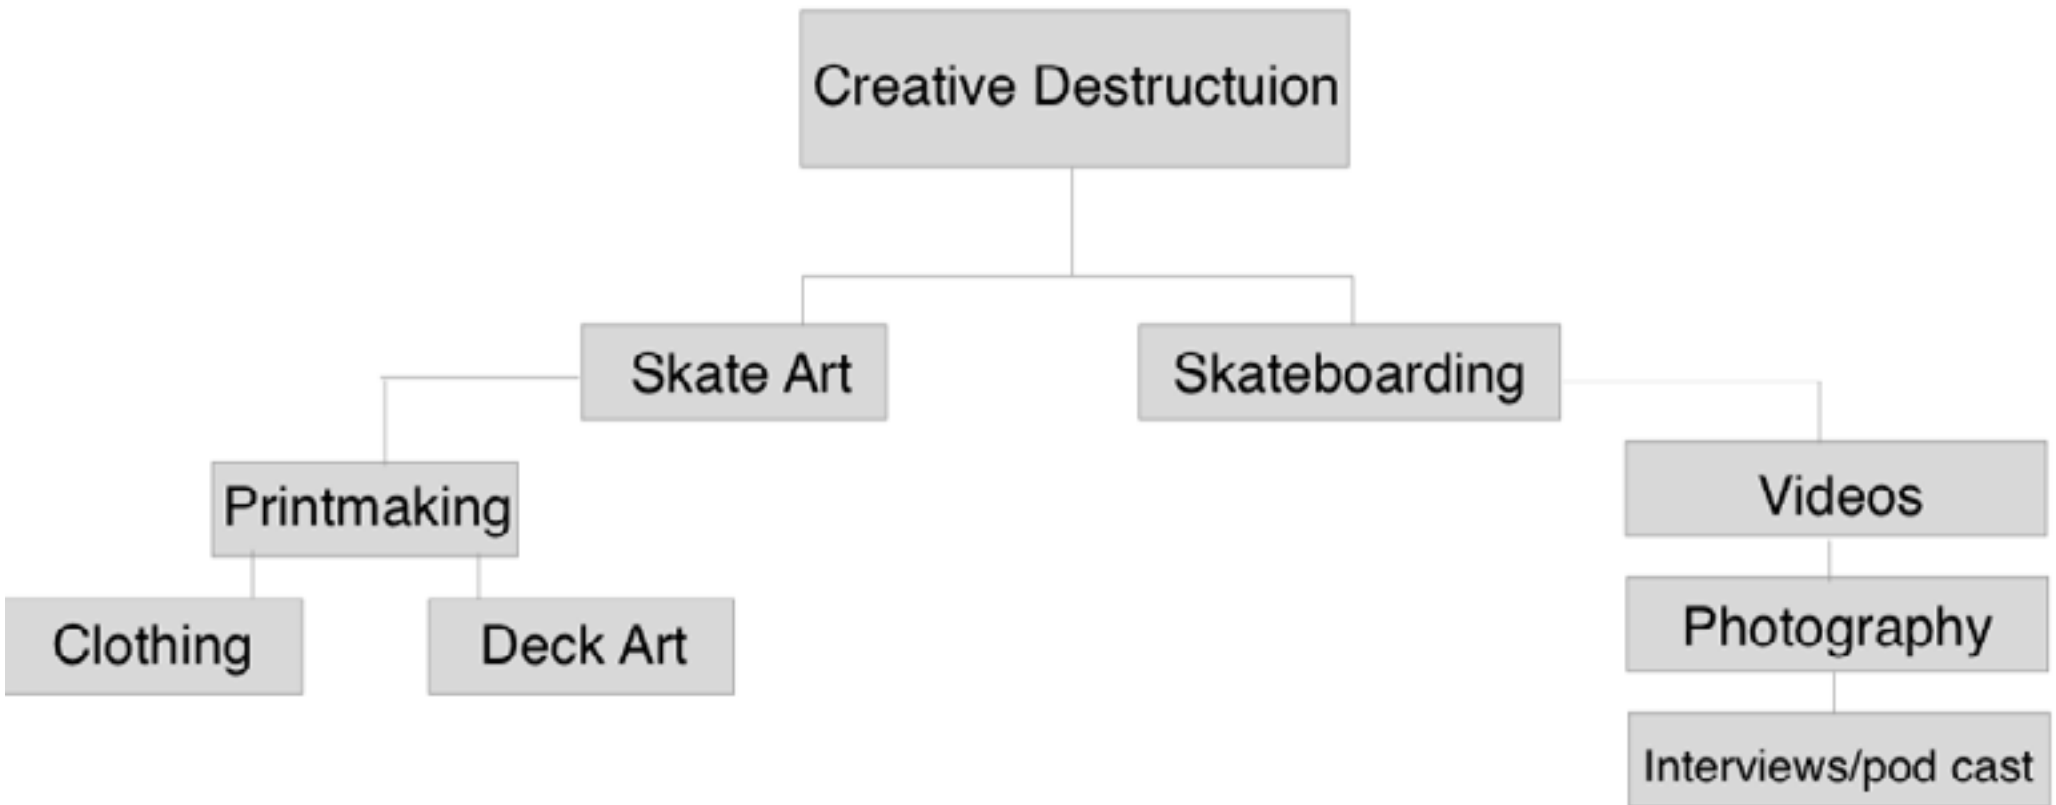 Creative Destructuion
Skate Art
Skateboarding
Printmaking
Videos
Clothing
Deck Art
Photography
Interviews/pod cast